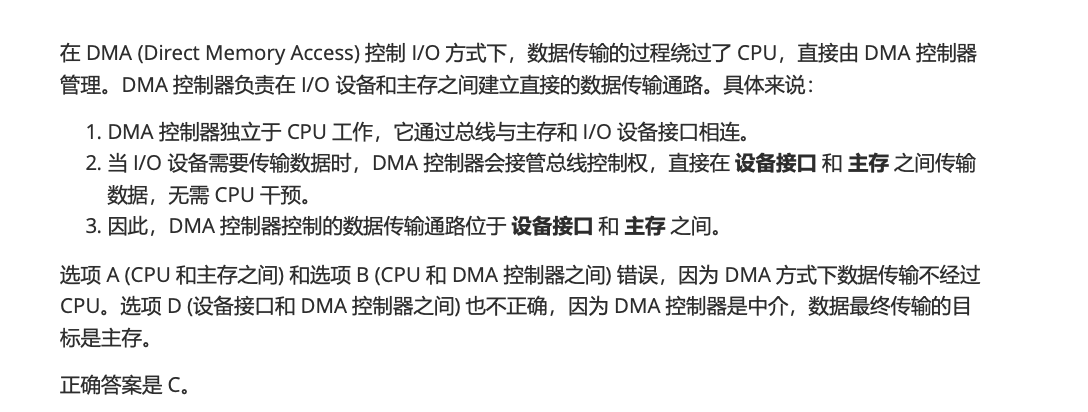 在 DMA (Direct Memory Access) 控制 I/O 方式下，数据传输的过程绕过了 CPU，直接由 DMA 控制器
管理。DMA 控制器负责在 I/O 设备和主存之间建立直接的数据传输通路。具体来说：
1. DMA 控制器独立于 CPU 工作，它通过总线与主存和 I/O 设备接口相连。
2. 当 I/O 设备需要传输数据时，DMA 控制器会接管总线控制权，直接在 设备接口 和 主存 之间传输
数据，无需 CPU 干预。
3. 因此，DMA 控制器控制的数据传输通路位于 设备接口 和 主存 之间。
选项 A (CPU 和主存之间) 和选项 B (CPU 和 DMA 控制器之间) 错误，因为 DMA 方式下数据传输不经过
CPU。选项 D (设备接口和 DMA 控制器之间) 也不正确，因为 DMA 控制器是中介，数据最终传输的目
标是主存。
正确答案是 C。